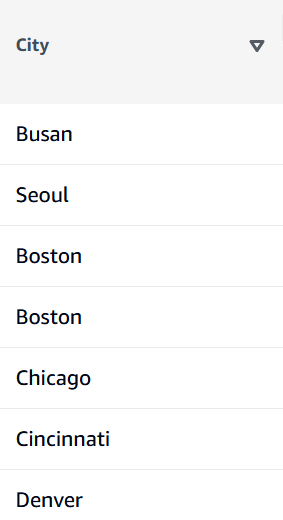 City
Busan
Seoul
Boston
Boston
Chicago
Cincinnati
Denver